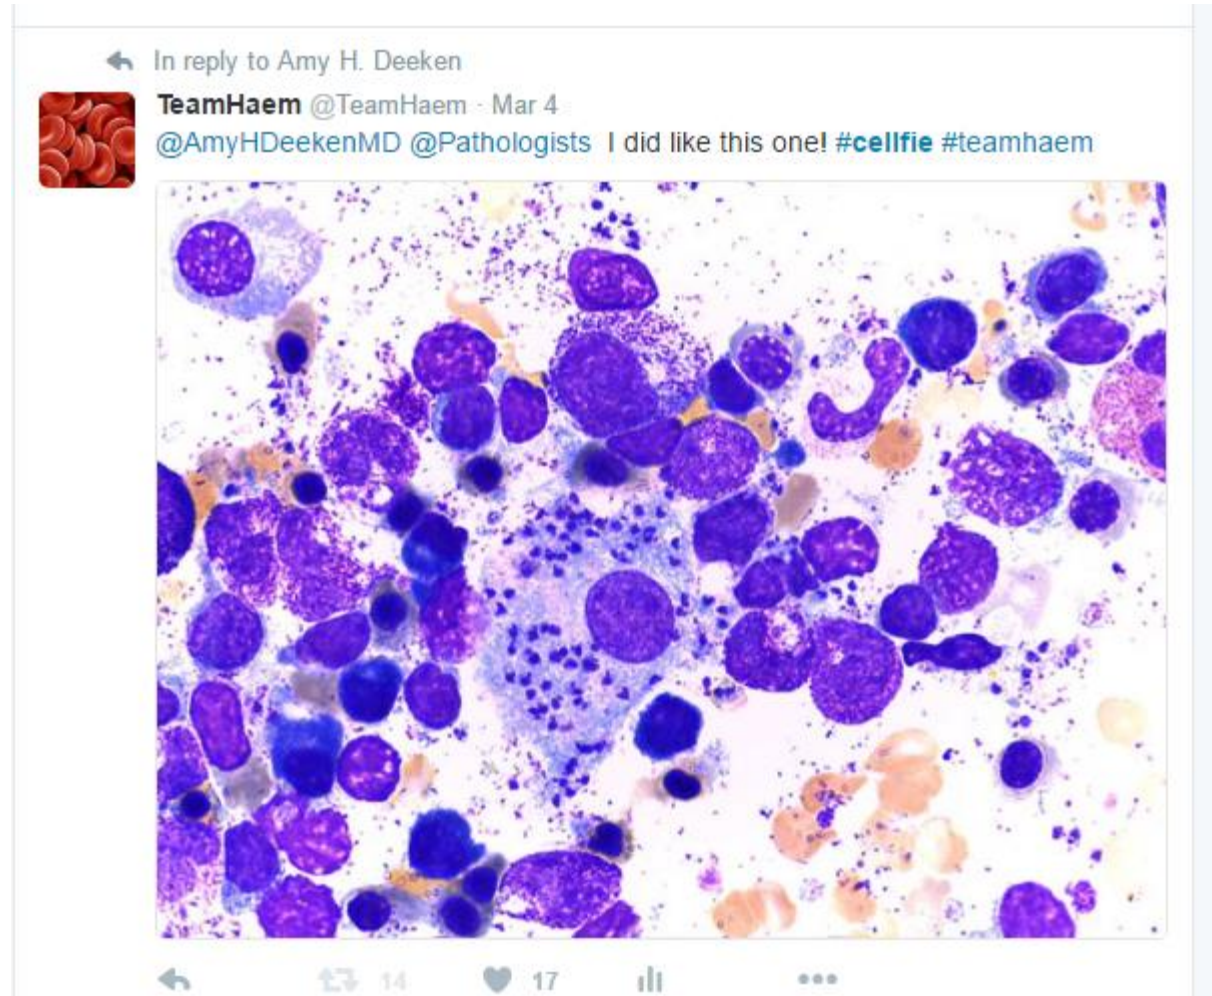 In reply to Amy H. Deeken
TeamHaem @TeamHaem · Mar 4
@AmyHDeekenMD @Pathologists I did like this one! #cellfie #teamhaem
14 17